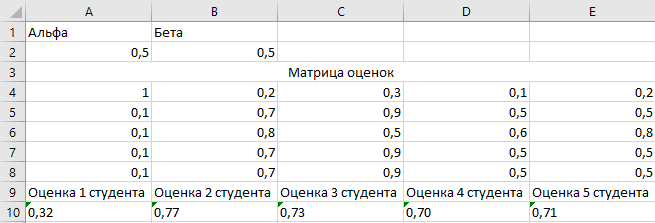 A B C D E
1 Альфа Бета
2 0,5 0,5
3 Матрица оценок
4 1 0,2 0,3 0,1 0,2
5 0,1 0,7 0,9 0,5 0,5
6 0,1 0,8 0,5 0,6 0,8
7 0,1 0,7 0,9 0,5 0,5
8 0,1 0,7 0,9 0,5 0,5
9 Оценка 1 студента Оценка 2 студента Оценка 3 студента Оценка 4 студента Оценка 5 студента
10 0,32 0,77 0,73 0,70 0,71